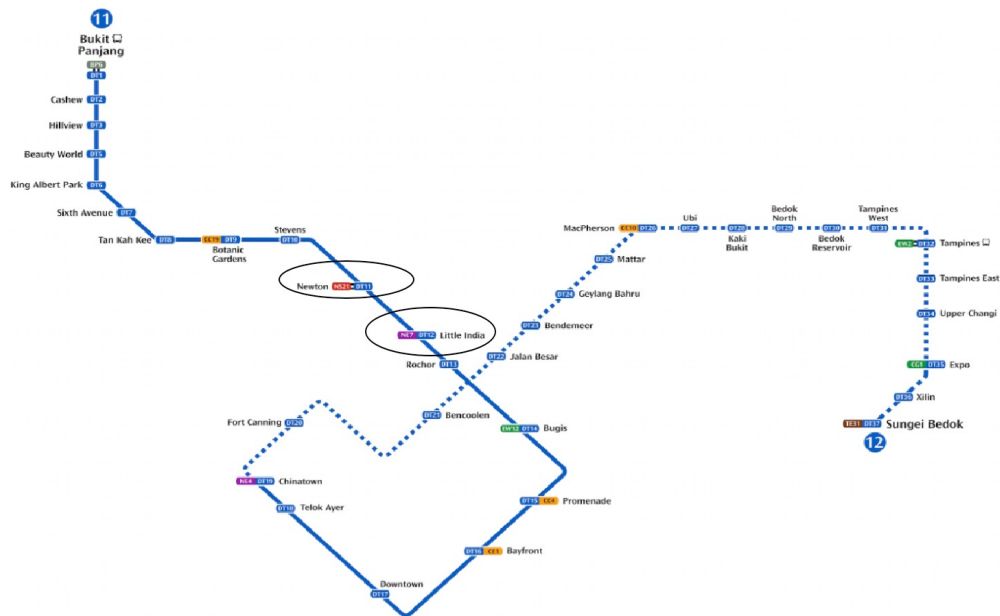 11
Bukit
Panjang
BP6
DT1
Cashew DT2
Hillview DT3
Beauty World DT5
King Albert Park DT6
Sixth Avenue DT7
Tan Kah Kee DT8
CC19 DT9
Botanic
Gardens
Stevens
DT10
Newton NS21 DT11
NE7 DT12 Little India
Rochor DT13
EW12 DT14 Bugis
DT15 CC4 Promenade
DT16 CE1 Bayfront
Downtown
DT17
DT18 Telok Ayer
NE4 DT19 Chinatown
Fort Canning DT20
DT21 Bencoolen
DT22 Jalan Besar
DT23 Bendemeer
DT24 Geylang Bahru
DT25 Mattar
MacPherson CC10 DT26
Ubi
DT27
DT28
Kaki
Bukit
Bedok
North
DT29
DT30
Bedok
Reservoir
Tampines
West
DT31
EW2 DT32 Tampines
DT33 Tampines East
DT34 Upper Changi
CG1 DT35 Expo
DT36 Xilin
TE31 DT37 Sungei Bedok
12